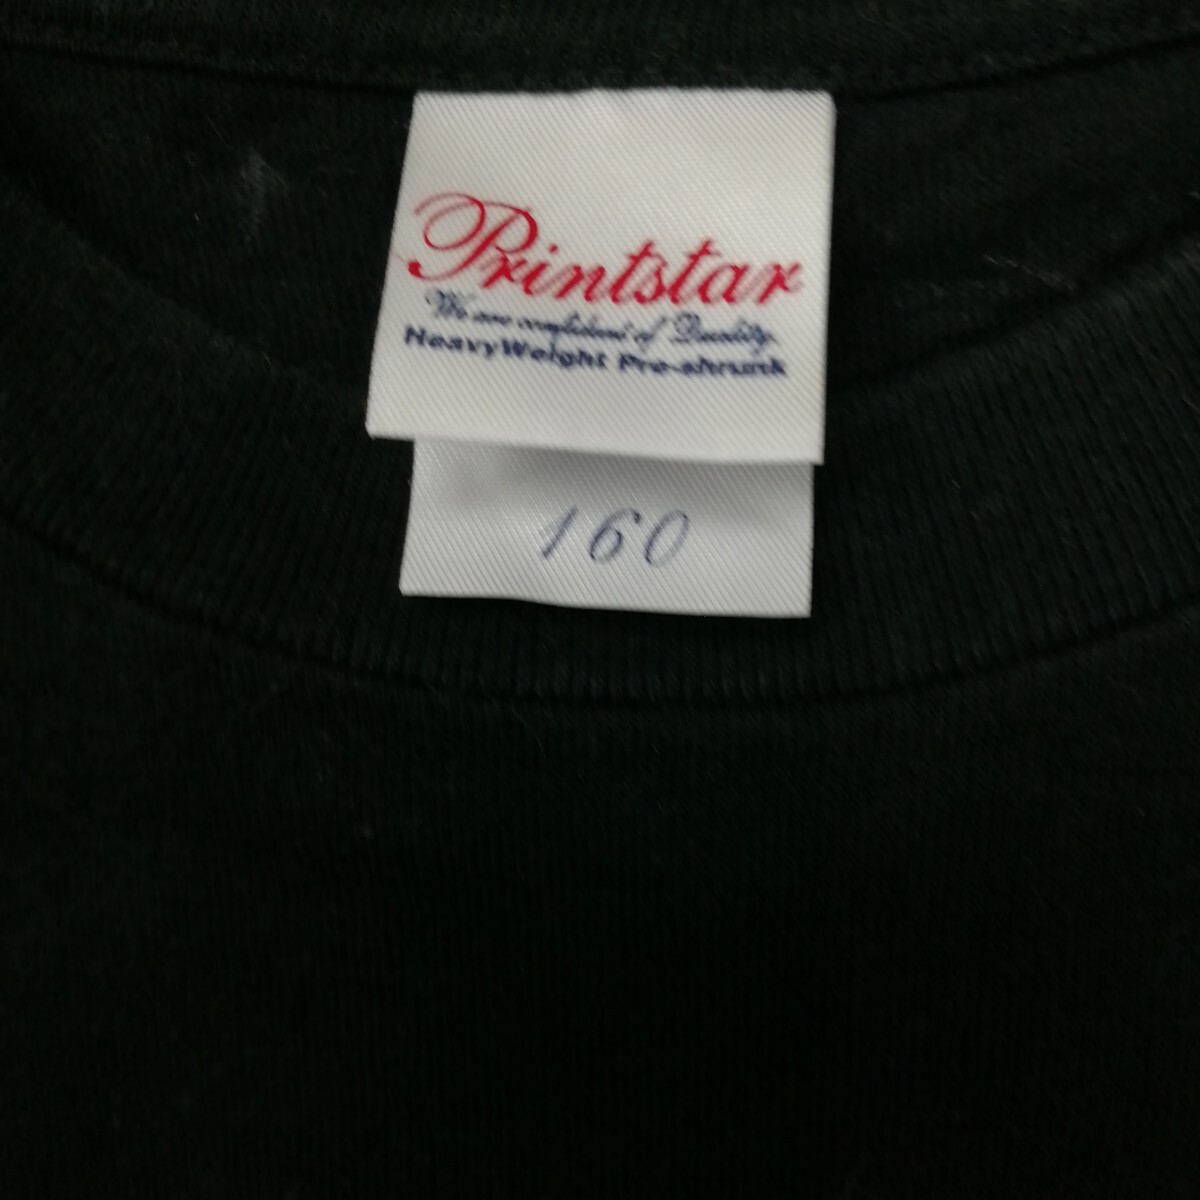 Printstar
We are confident of Quality.
HeavyWeight Pre-shrunk
160